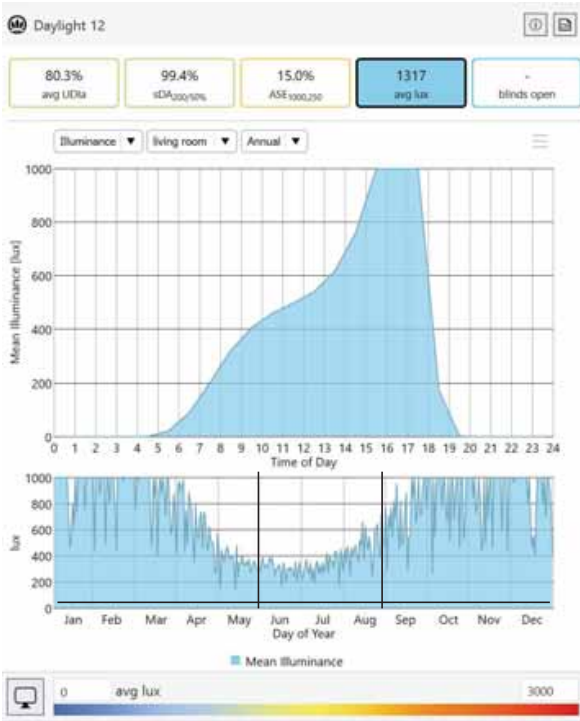 Daylight 12
80.3% 99.4% 15.0% 1317 -
avg UDIa sDA200/50% ASE1000,250 avg lux blinds open
Illuminance ▼ living room ▼ Annual ▼
Mean Illuminance [lux]
1000
800
600
400
200
0
0 1 2 3 4 5 6 7 8 9 10 11 12 13 14 15 16 17 18 19 20 21 22 23 24
Time of Day
lux
1000
800
600
400
200
0
Jan Feb Mar Apr May Jun Jul Aug Sep Oct Nov Dec
Day of Year
Mean Illuminance
0 avg lux 3000